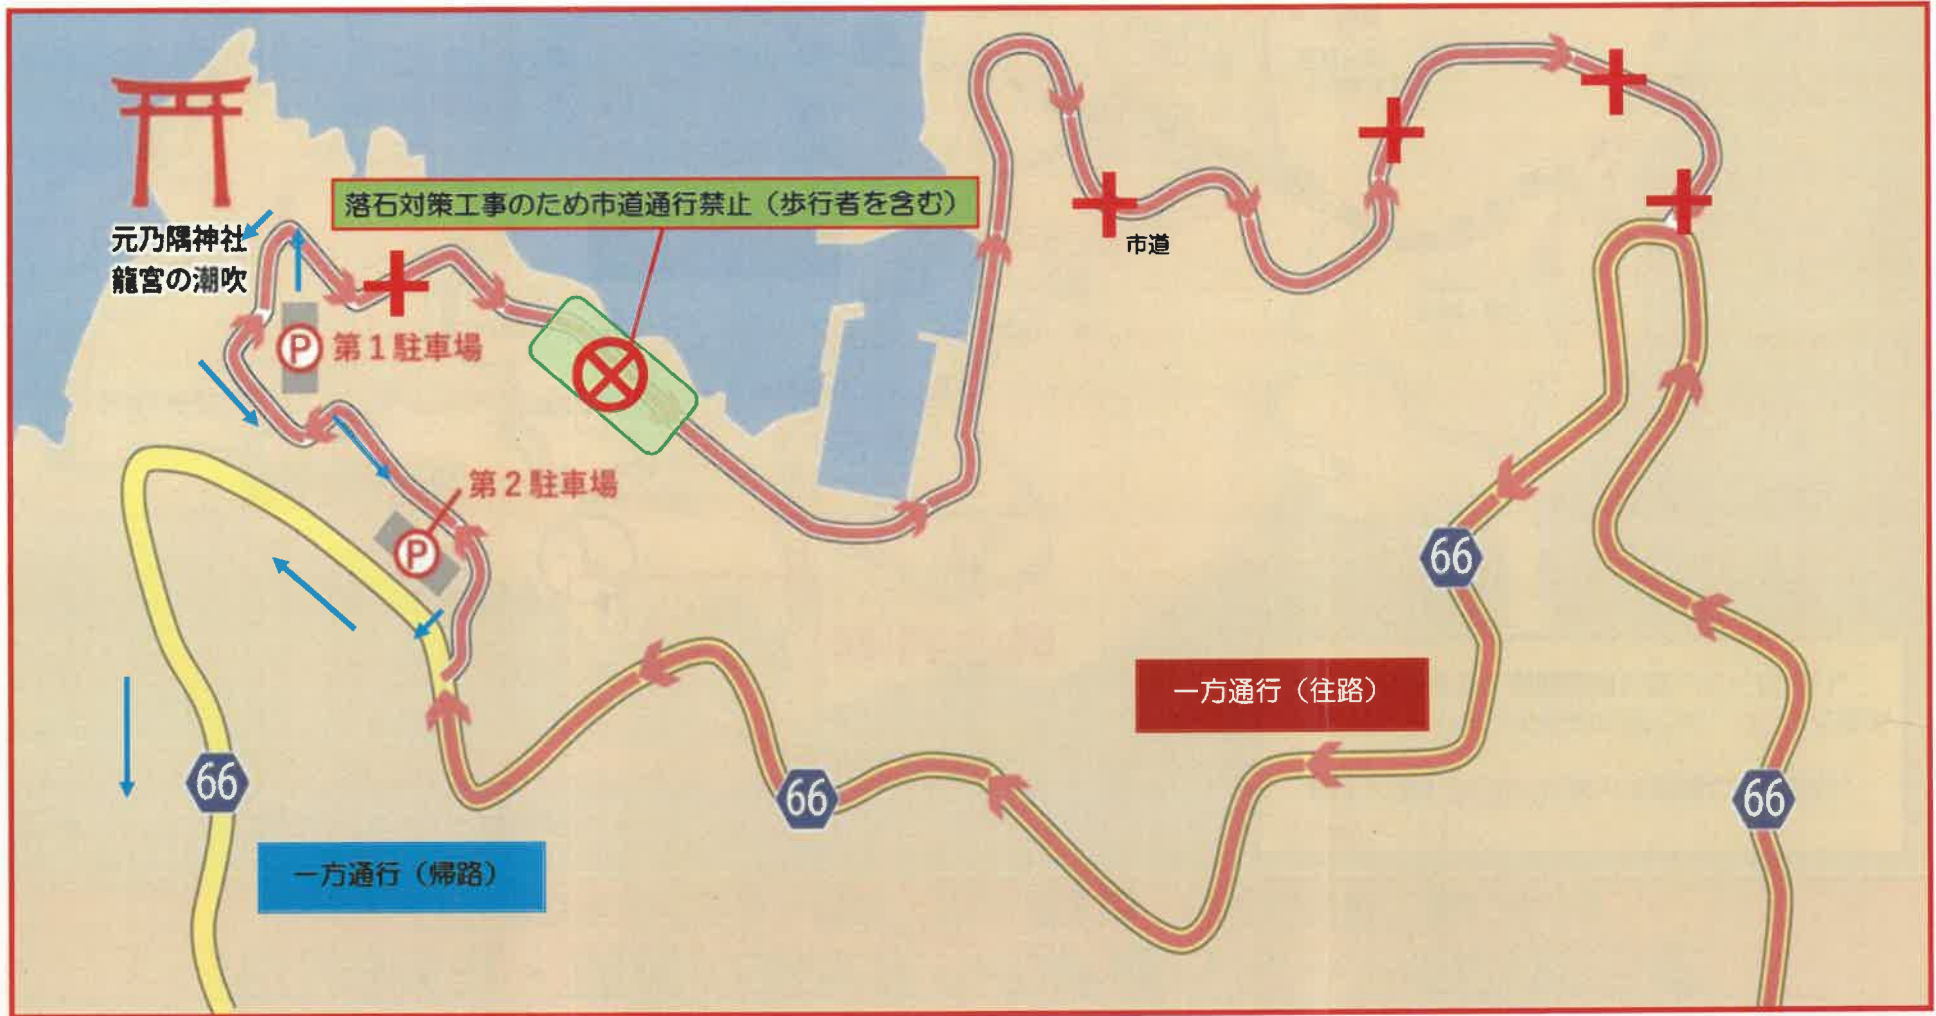 落石対策工事のため市道通行禁止（歩行者を含む）
元乃隅神社
龍宮の潮吹
市道
P 第1駐車場
第2駐車場
P
66
一方通行（往路）
66
66
66
一方通行（帰路）